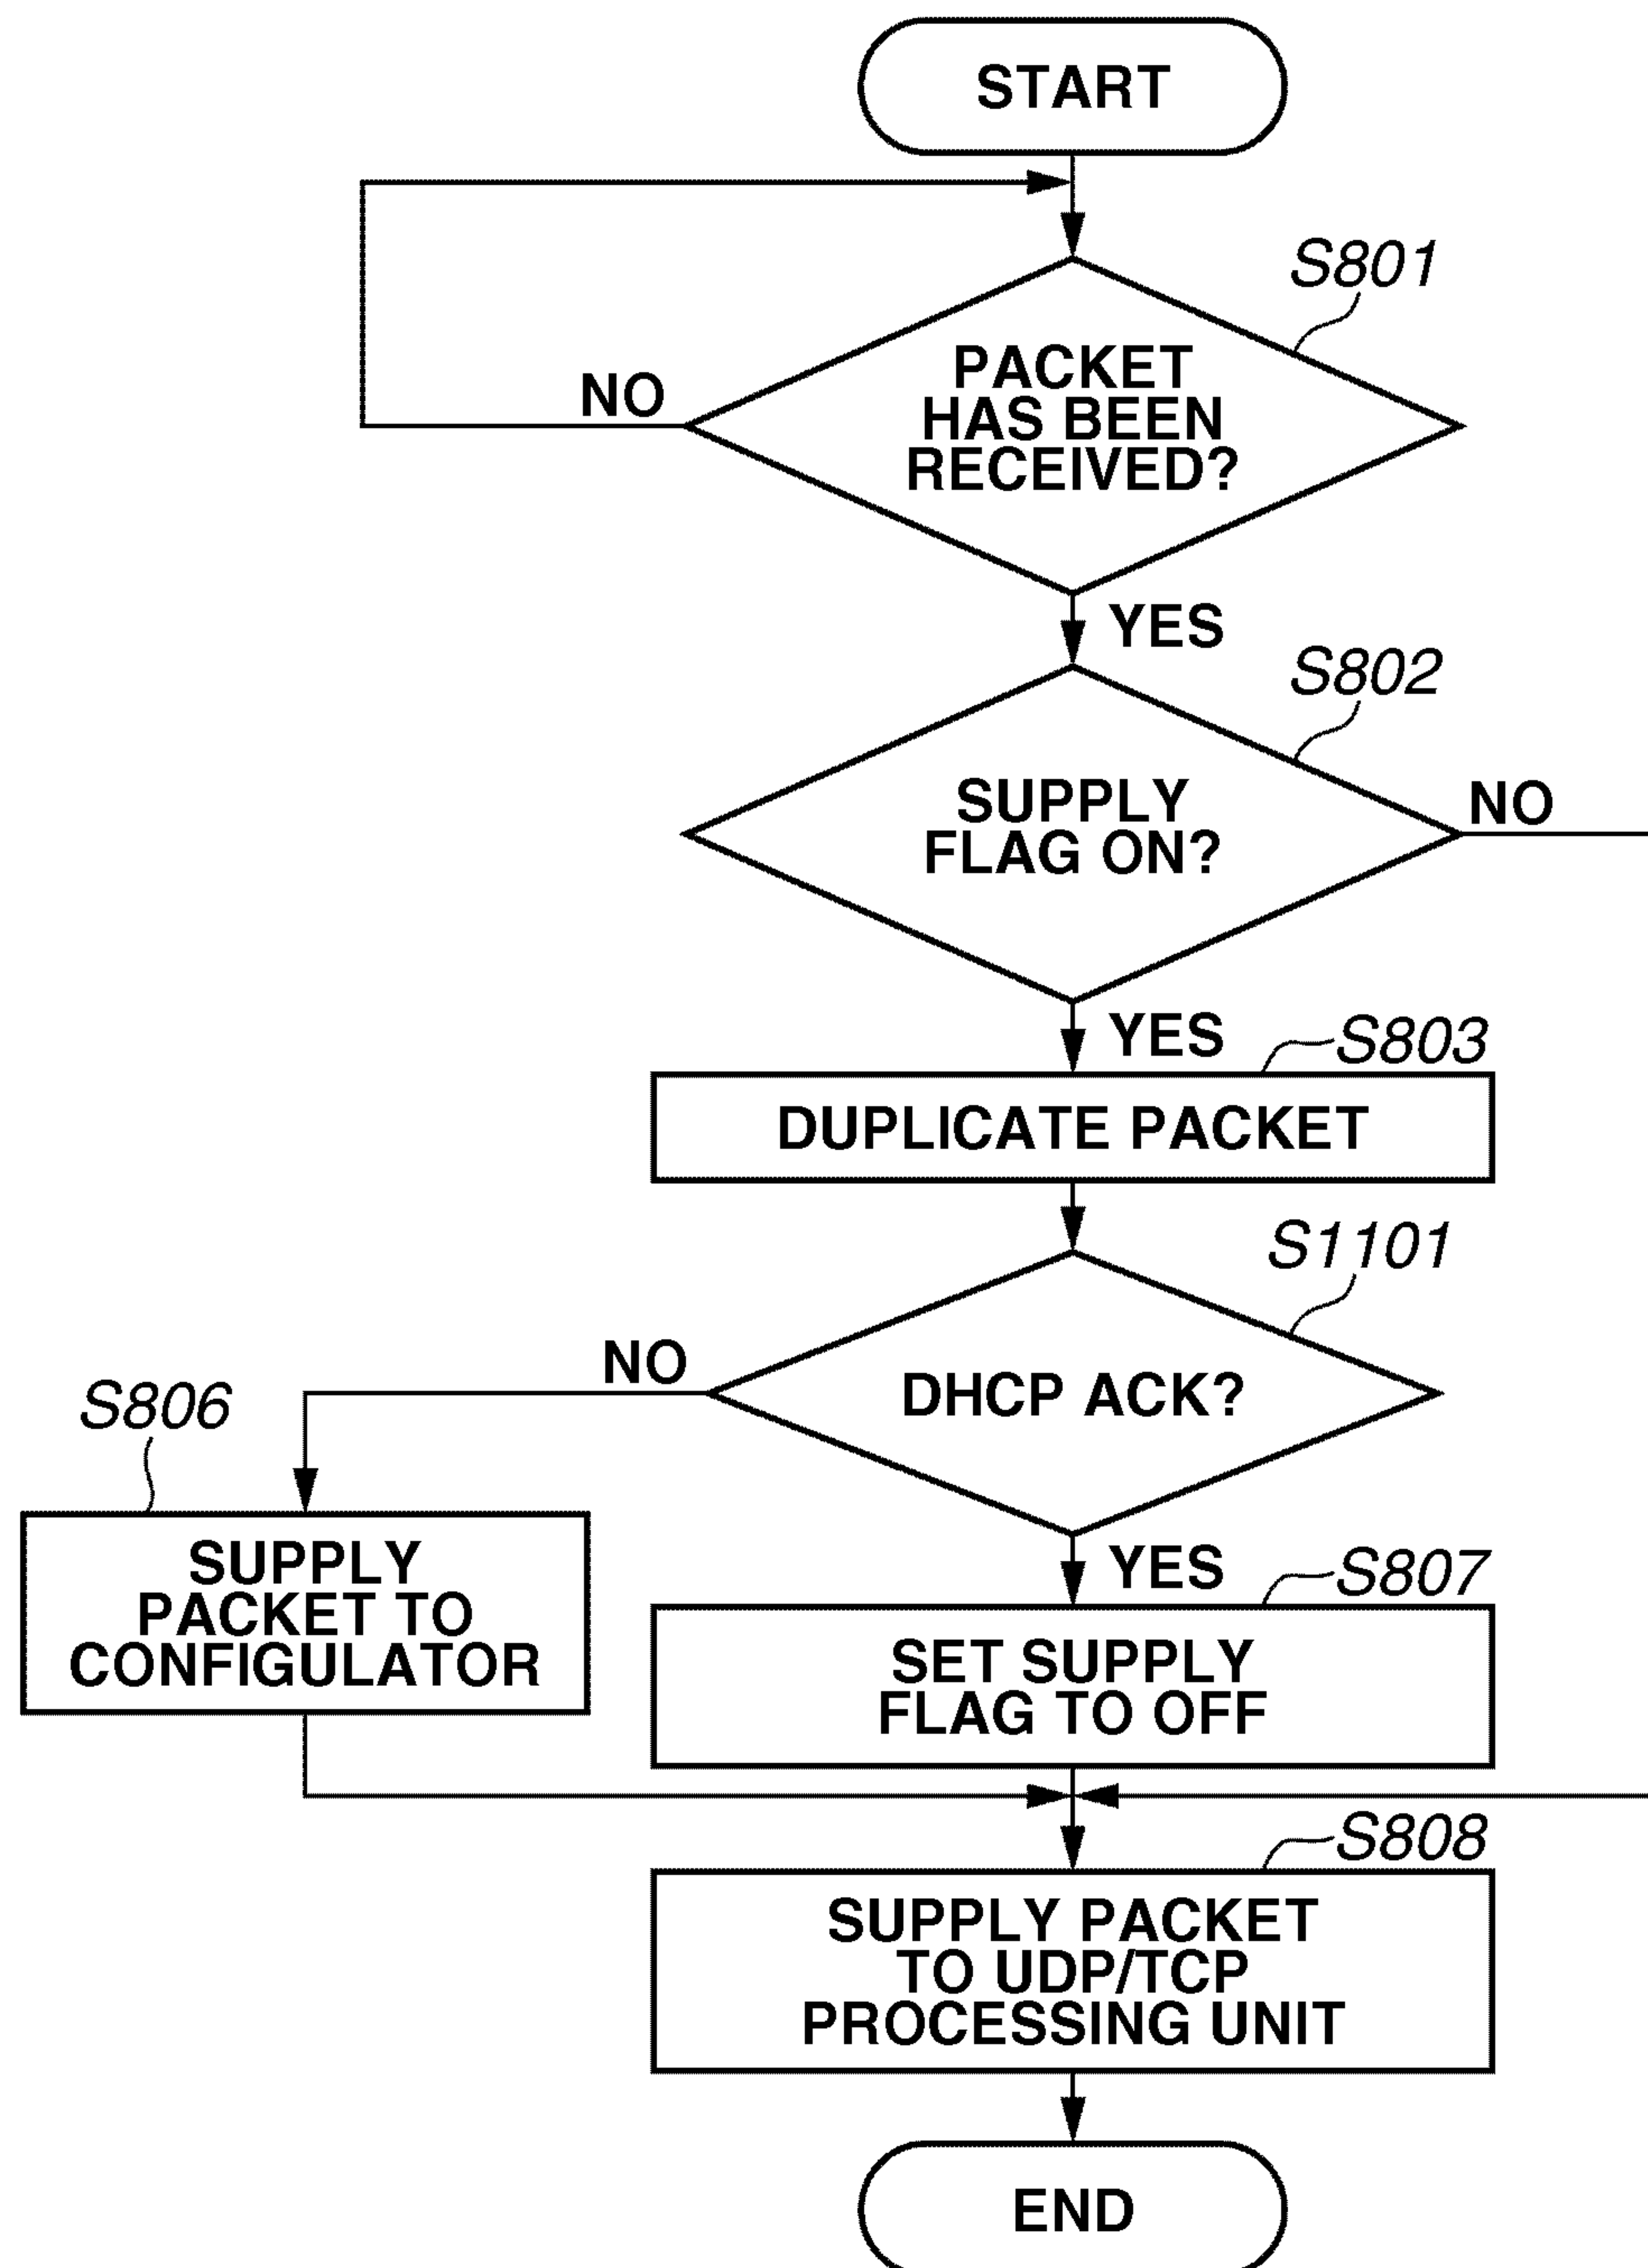 START
S801
PACKET
HAS BEEN
RECEIVED?
NO
YES
S802
SUPPLY
FLAG ON?
NO
YES
S803
DUPLICATE PACKET
S1101
DHCP ACK?
NO
S806
SUPPLY
PACKET TO
CONFIGULATOR
YES
S807
SET SUPPLY
FLAG TO OFF
S808
SUPPLY PACKET
TO UDP/TCP
PROCESSING UNIT
END